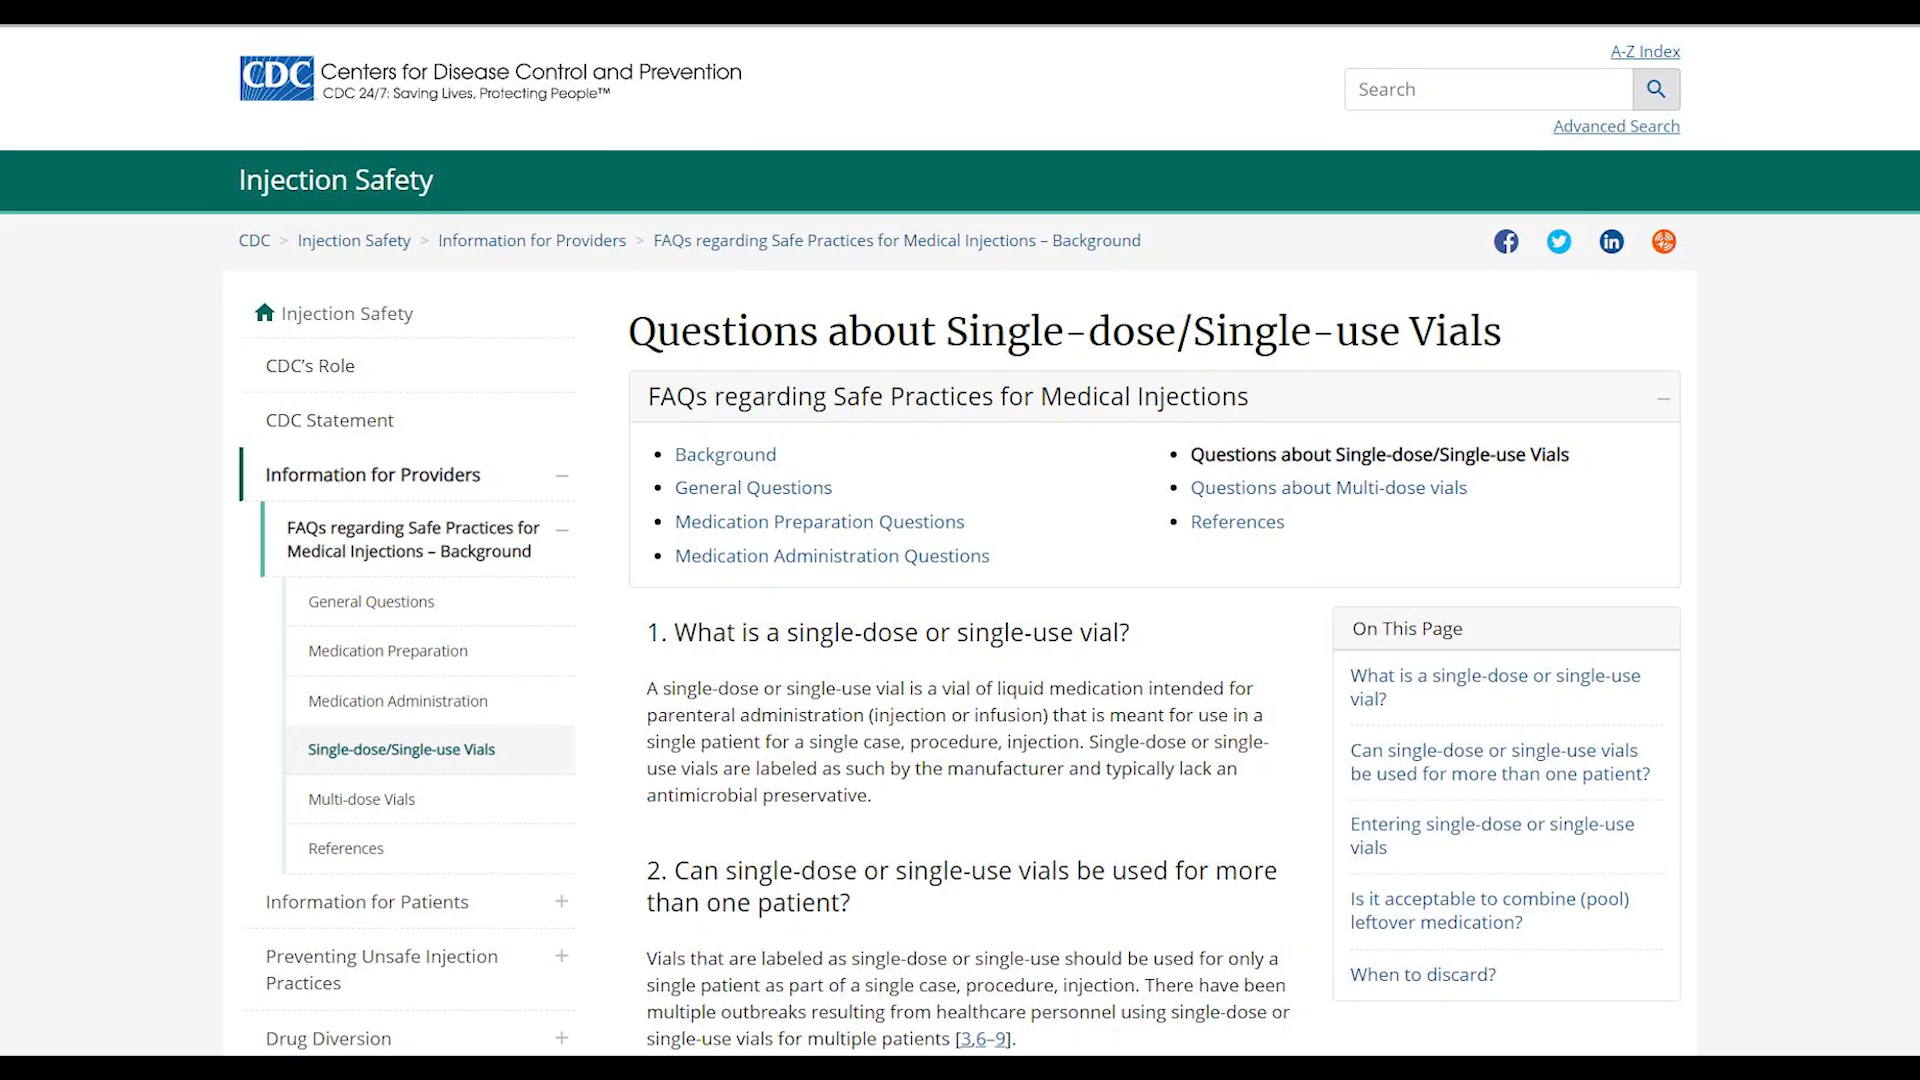 CDC Centers for Disease Control and Prevention
CDC 24/7: Saving Lives, Protecting People™
A-Z Index
Search
Advanced Search
Injection Safety
CDC > Injection Safety > Information for Providers > FAQs regarding Safe Practices for Medical Injections – Background
Injection Safety
CDC’s Role
CDC Statement
Information for Providers
FAQs regarding Safe Practices for
Medical Injections – Background
General Questions
Medication Preparation
Medication Administration
Single-dose/Single-use Vials
Multi-dose Vials
References
Information for Patients
Preventing Unsafe Injection
Practices
Drug Diversion
Questions about Single-dose/Single-use Vials
FAQs regarding Safe Practices for Medical Injections
Background
General Questions
Medication Preparation Questions
Medication Administration Questions
Questions about Single-dose/Single-use Vials
Questions about Multi-dose vials
References
1. What is a single-dose or single-use vial?
A single-dose or single-use vial is a vial of liquid medication intended for
parenteral administration (injection or infusion) that is meant for use in a
single patient for a single case, procedure, injection. Single-dose or single-
use vials are labeled as such by the manufacturer and typically lack an
antimicrobial preservative.
2. Can single-dose or single-use vials be used for more
than one patient?
Vials that are labeled as single-dose or single-use should be used for only a
single patient as part of a single case, procedure, injection. There have been
multiple outbreaks resulting from healthcare personnel using single-dose or
single-use vials for multiple patients [3,6–9].
On This Page
What is a single-dose or single-use
vial?
Can single-dose or single-use vials
be used for more than one patient?
Entering single-dose or single-use
vials
Is it acceptable to combine (pool)
leftover medication?
When to discard?